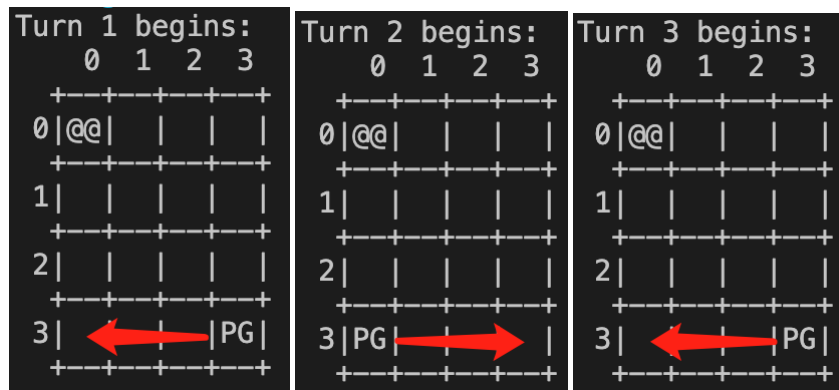 Turn 1 begins:
0 1 2 3
+--+--+--+--+
0|@@| | | |
+--+--+--+--+
1| | | | |
+--+--+--+--+
2| | | | |
+--+--+--+--+
3| | | |PG|
+--+--+--+--+
Turn 2 begins:
0 1 2 3
+--+--+--+--+
0|@@| | | |
+--+--+--+--+
1| | | | |
+--+--+--+--+
2| | | | |
+--+--+--+--+
3|PG| | | |
+--+--+--+--+
Turn 3 begins:
0 1 2 3
+--+--+--+--+
0|@@| | | |
+--+--+--+--+
1| | | | |
+--+--+--+--+
2| | | | |
+--+--+--+--+
3| | | |PG|
+--+--+--+--+